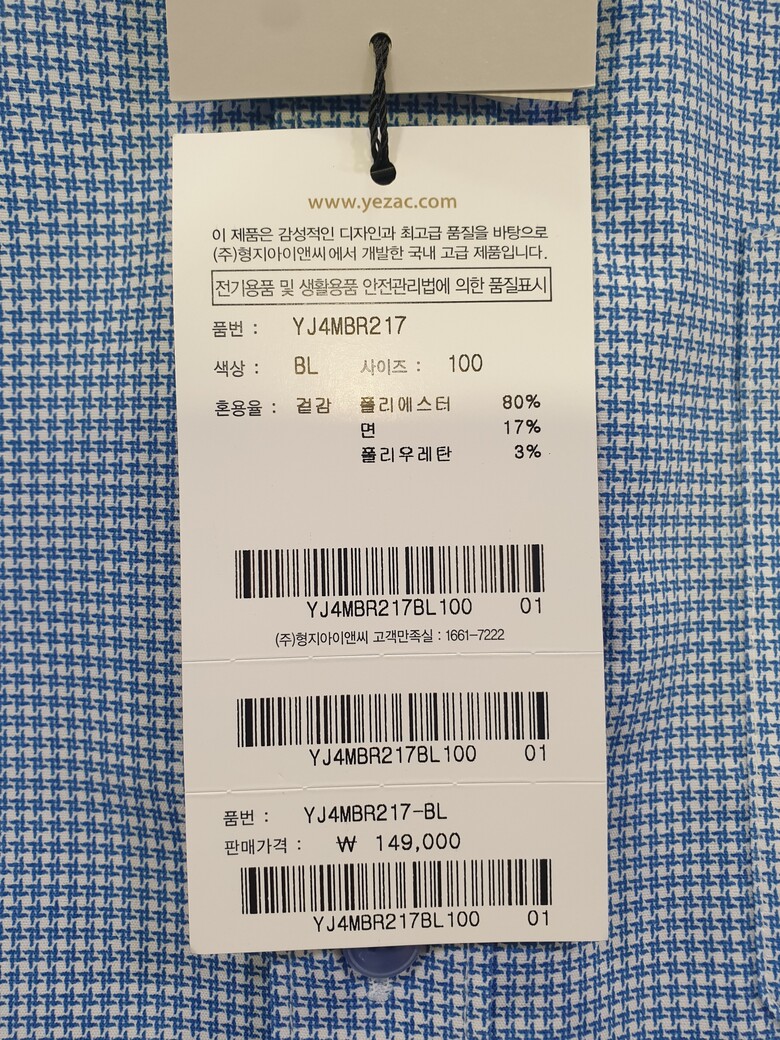 www.yezac.com
이 제품은 감성적인 디자인과 최고급 품질을 바탕으로
(주)형지아이앤씨에서 개발한 국내 고급 제품입니다.
전기용품 및 생활용품 안전관리법에 의한 품질표시
품번 : YJ4MBR217
색상 : BL 사이즈 : 100
혼용율 : 겉감 폴리에스터 80%
면 17%
폴리우레탄 3%
YJ4MBR217BL100 01
(주)형지아이앤씨 고객만족실 : 1661-7222
YJ4MBR217BL100 01
품번 : YJ4MBR217-BL
판매가격 : ₩ 149,000
YJ4MBR217BL100 01